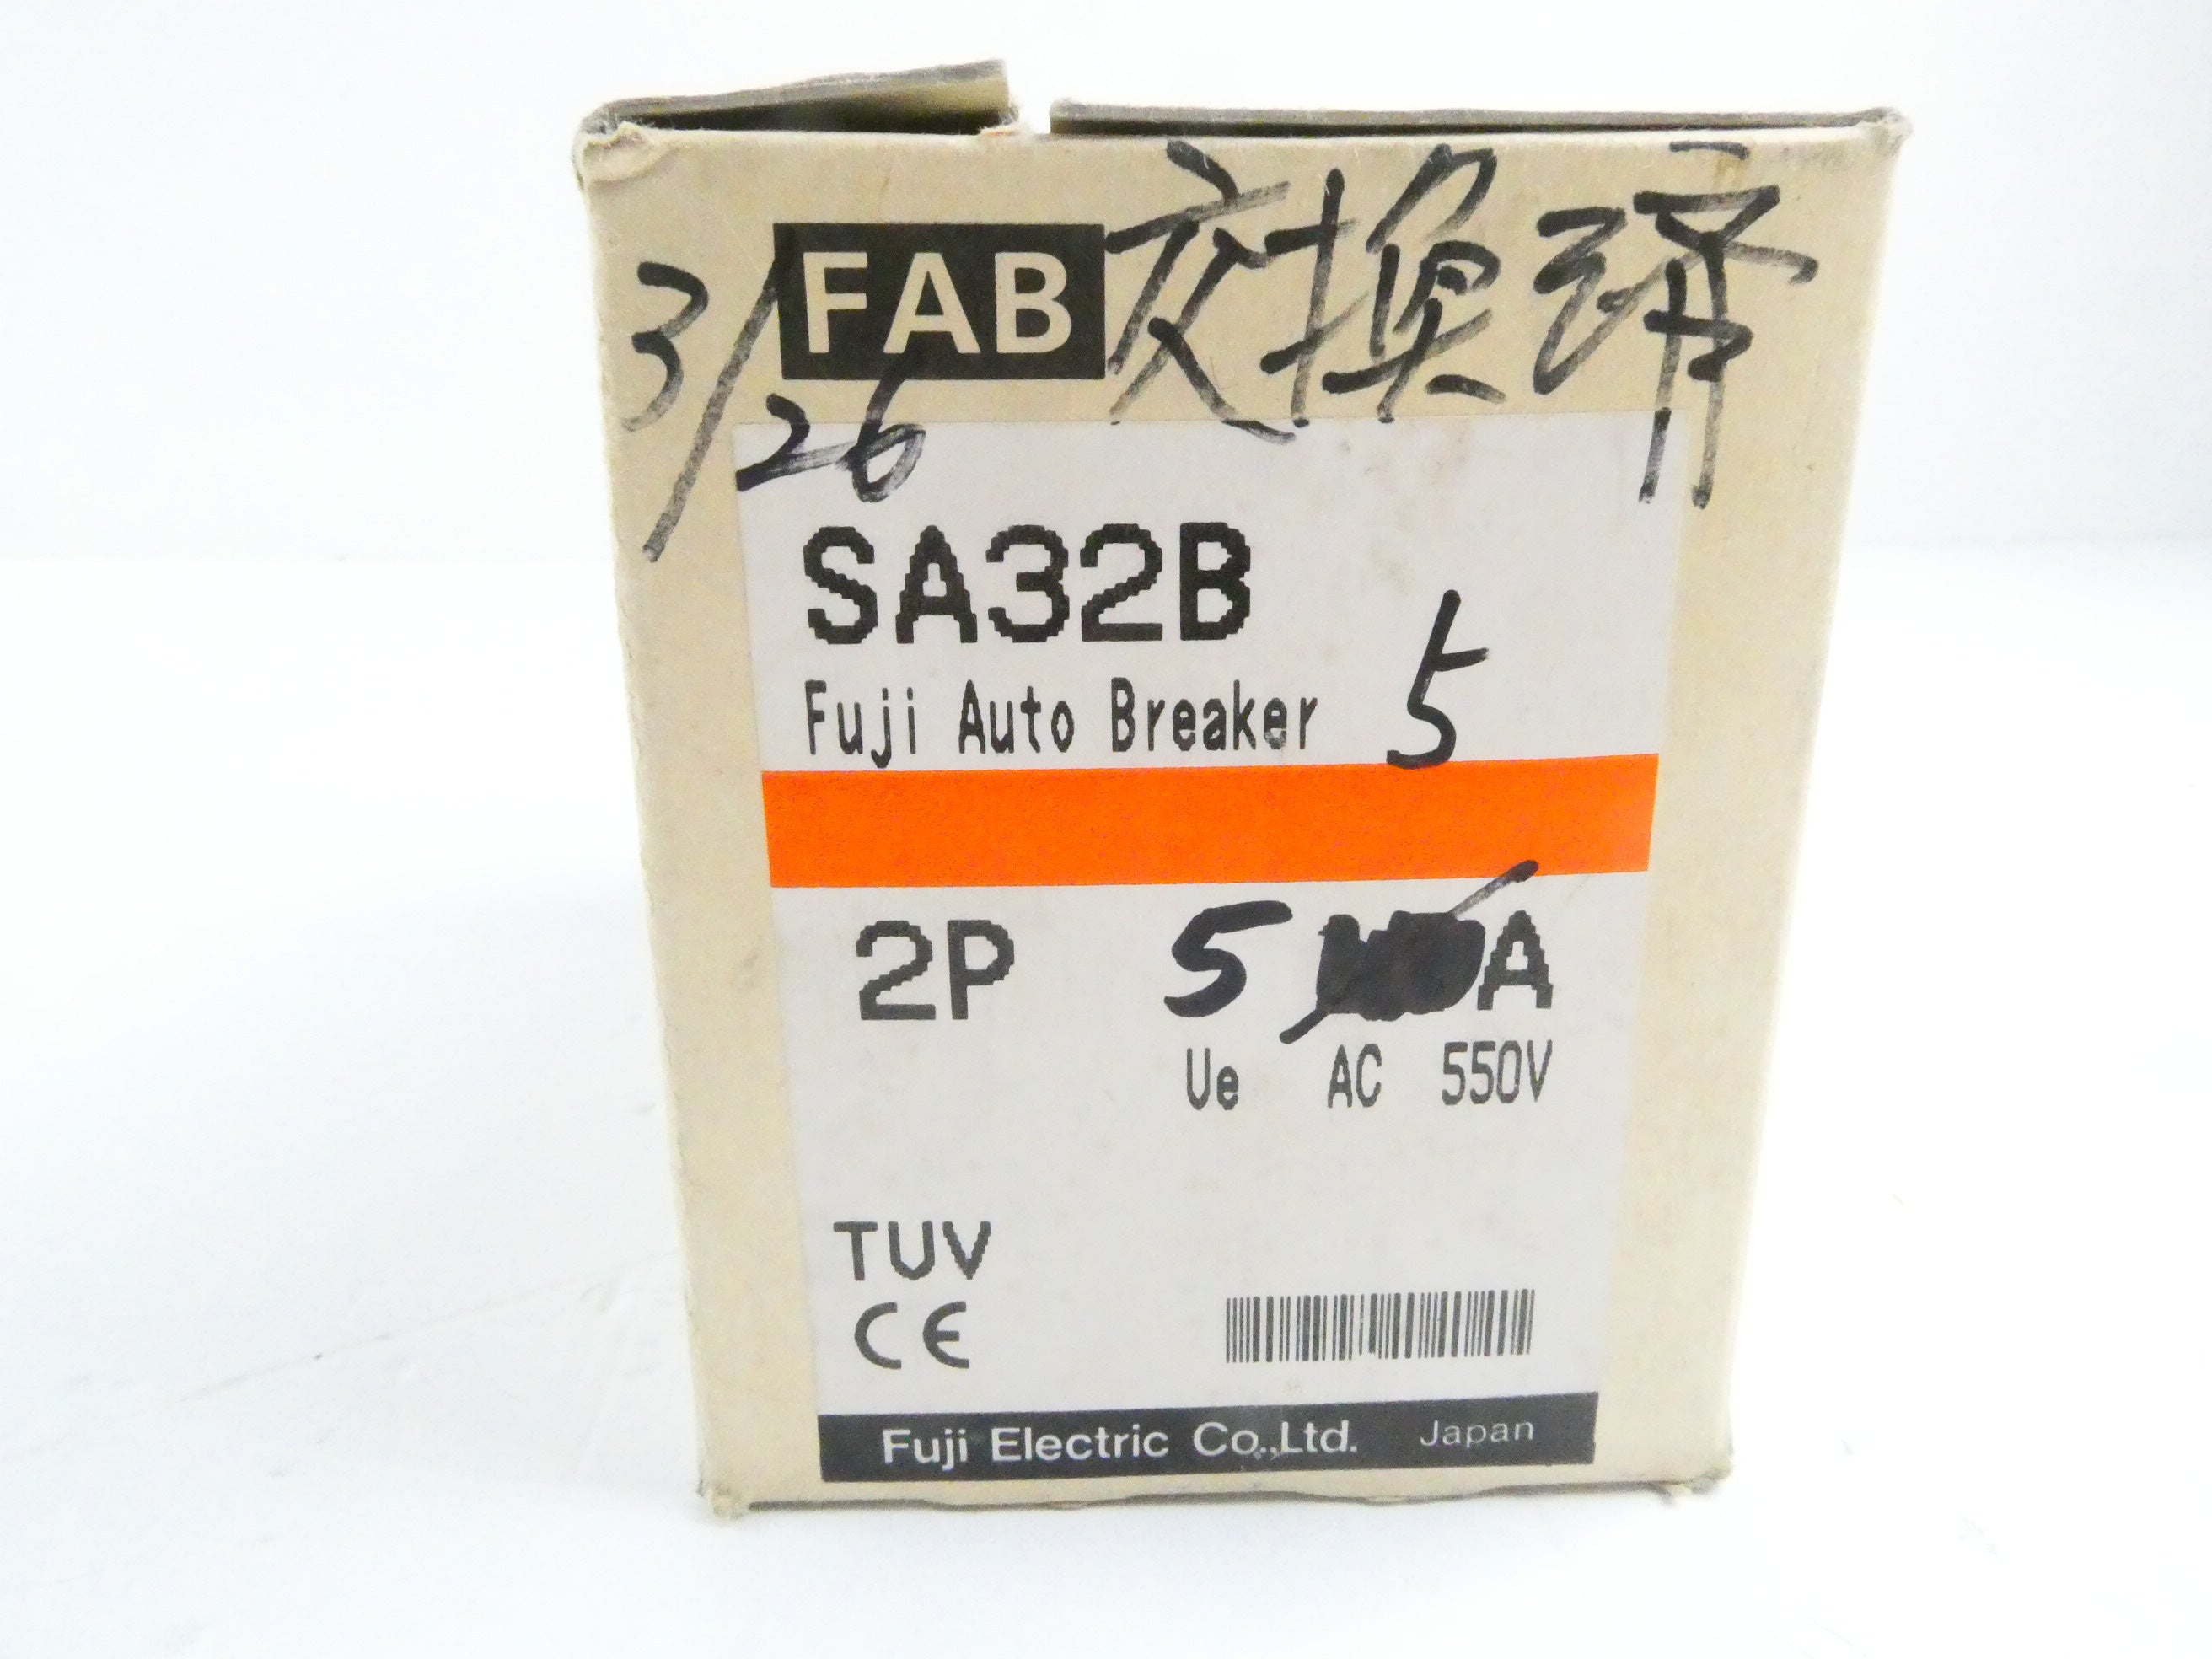 FAB 交換済
3/26
SA32B
Fuji Auto Breaker 5
2P 5 A
Ue AC 550V
TUV
CE
Fuji Electric Co.,Ltd. Japan